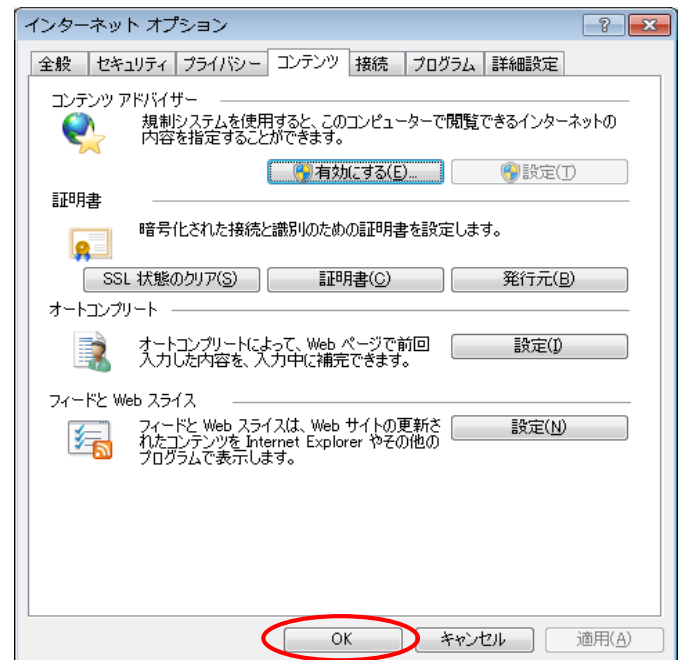 インターネット オプション
全般 セキュリティ プライバシー コンテンツ 接続 プログラム 詳細設定
コンテンツ アドバイザー
規制システムを使用すると、このコンピューターで閲覧できるインターネットの
内容を指定することができます。
有効にする(E)... 設定(T)
証明書
暗号化された接続と識別のための証明書を設定します。
SSL 状態のクリア(S) 証明書(C) 発行元(B)
オートコンプリート
オートコンプリートによって、Web ページで前回
入力した内容を、入力中に補完できます。
設定(I)
フィードと Web スライス
フィードと Web スライスは、Web サイトの更新さ
れたコンテンツを Internet Explorer やその他の
プログラムで表示します。
設定(N)
OK キャンセル 適用(A)